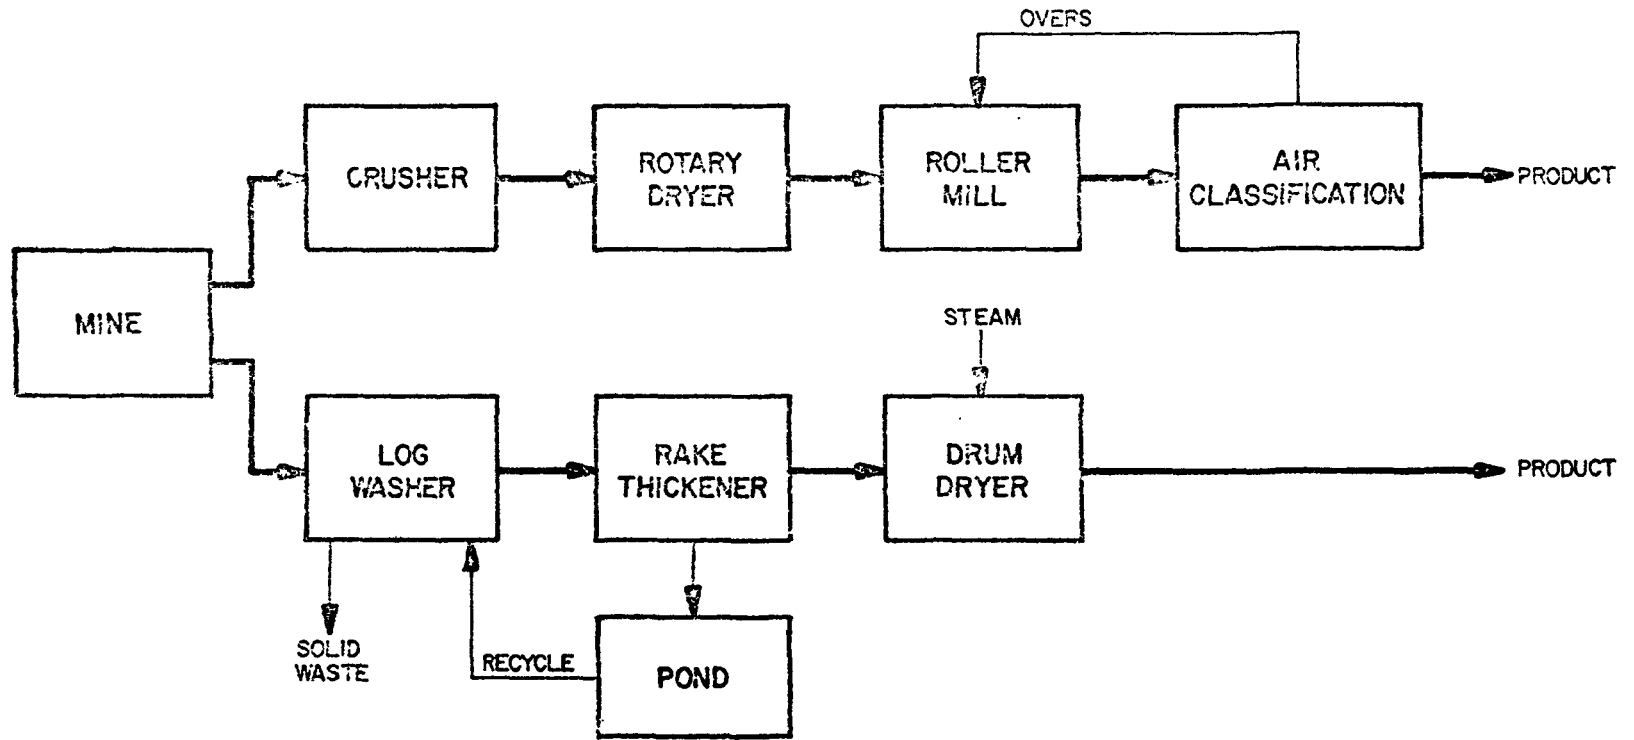 OVERS
CRUSHER
ROTARY
DRYER
ROLLER
MILL
AIR
CLASSIFICATION
PRODUCT
MINE
STEAM
LOG
WASHER
RAKE
THICKENER
DRUM
DRYER
PRODUCT
SOLID
WASTE
RECYCLE
POND